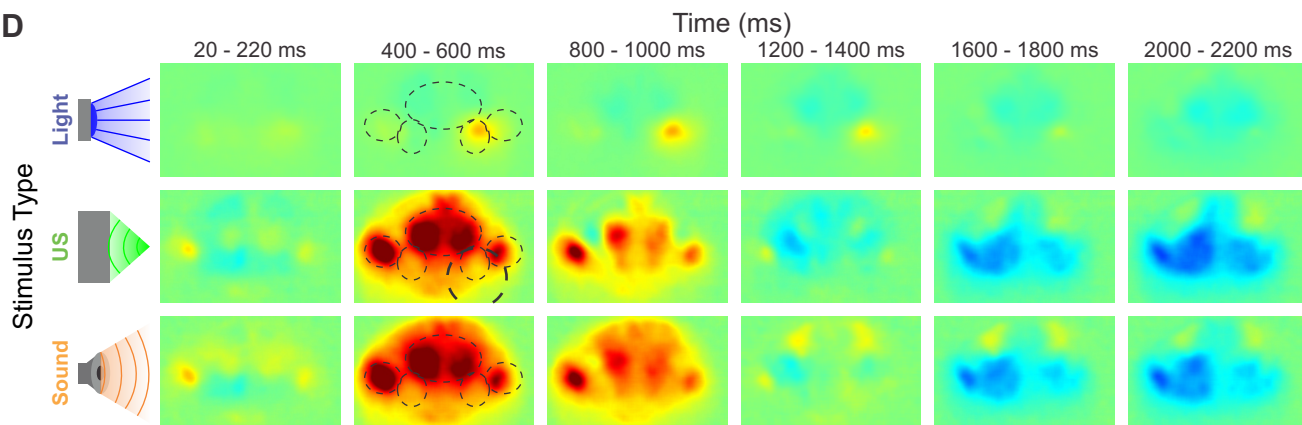 D
Time (ms)
20 - 220 ms
400 - 600 ms
800 - 1000 ms
1200 - 1400 ms
1600 - 1800 ms
2000 - 2200 ms
Stimulus Type
Light
US
Sound